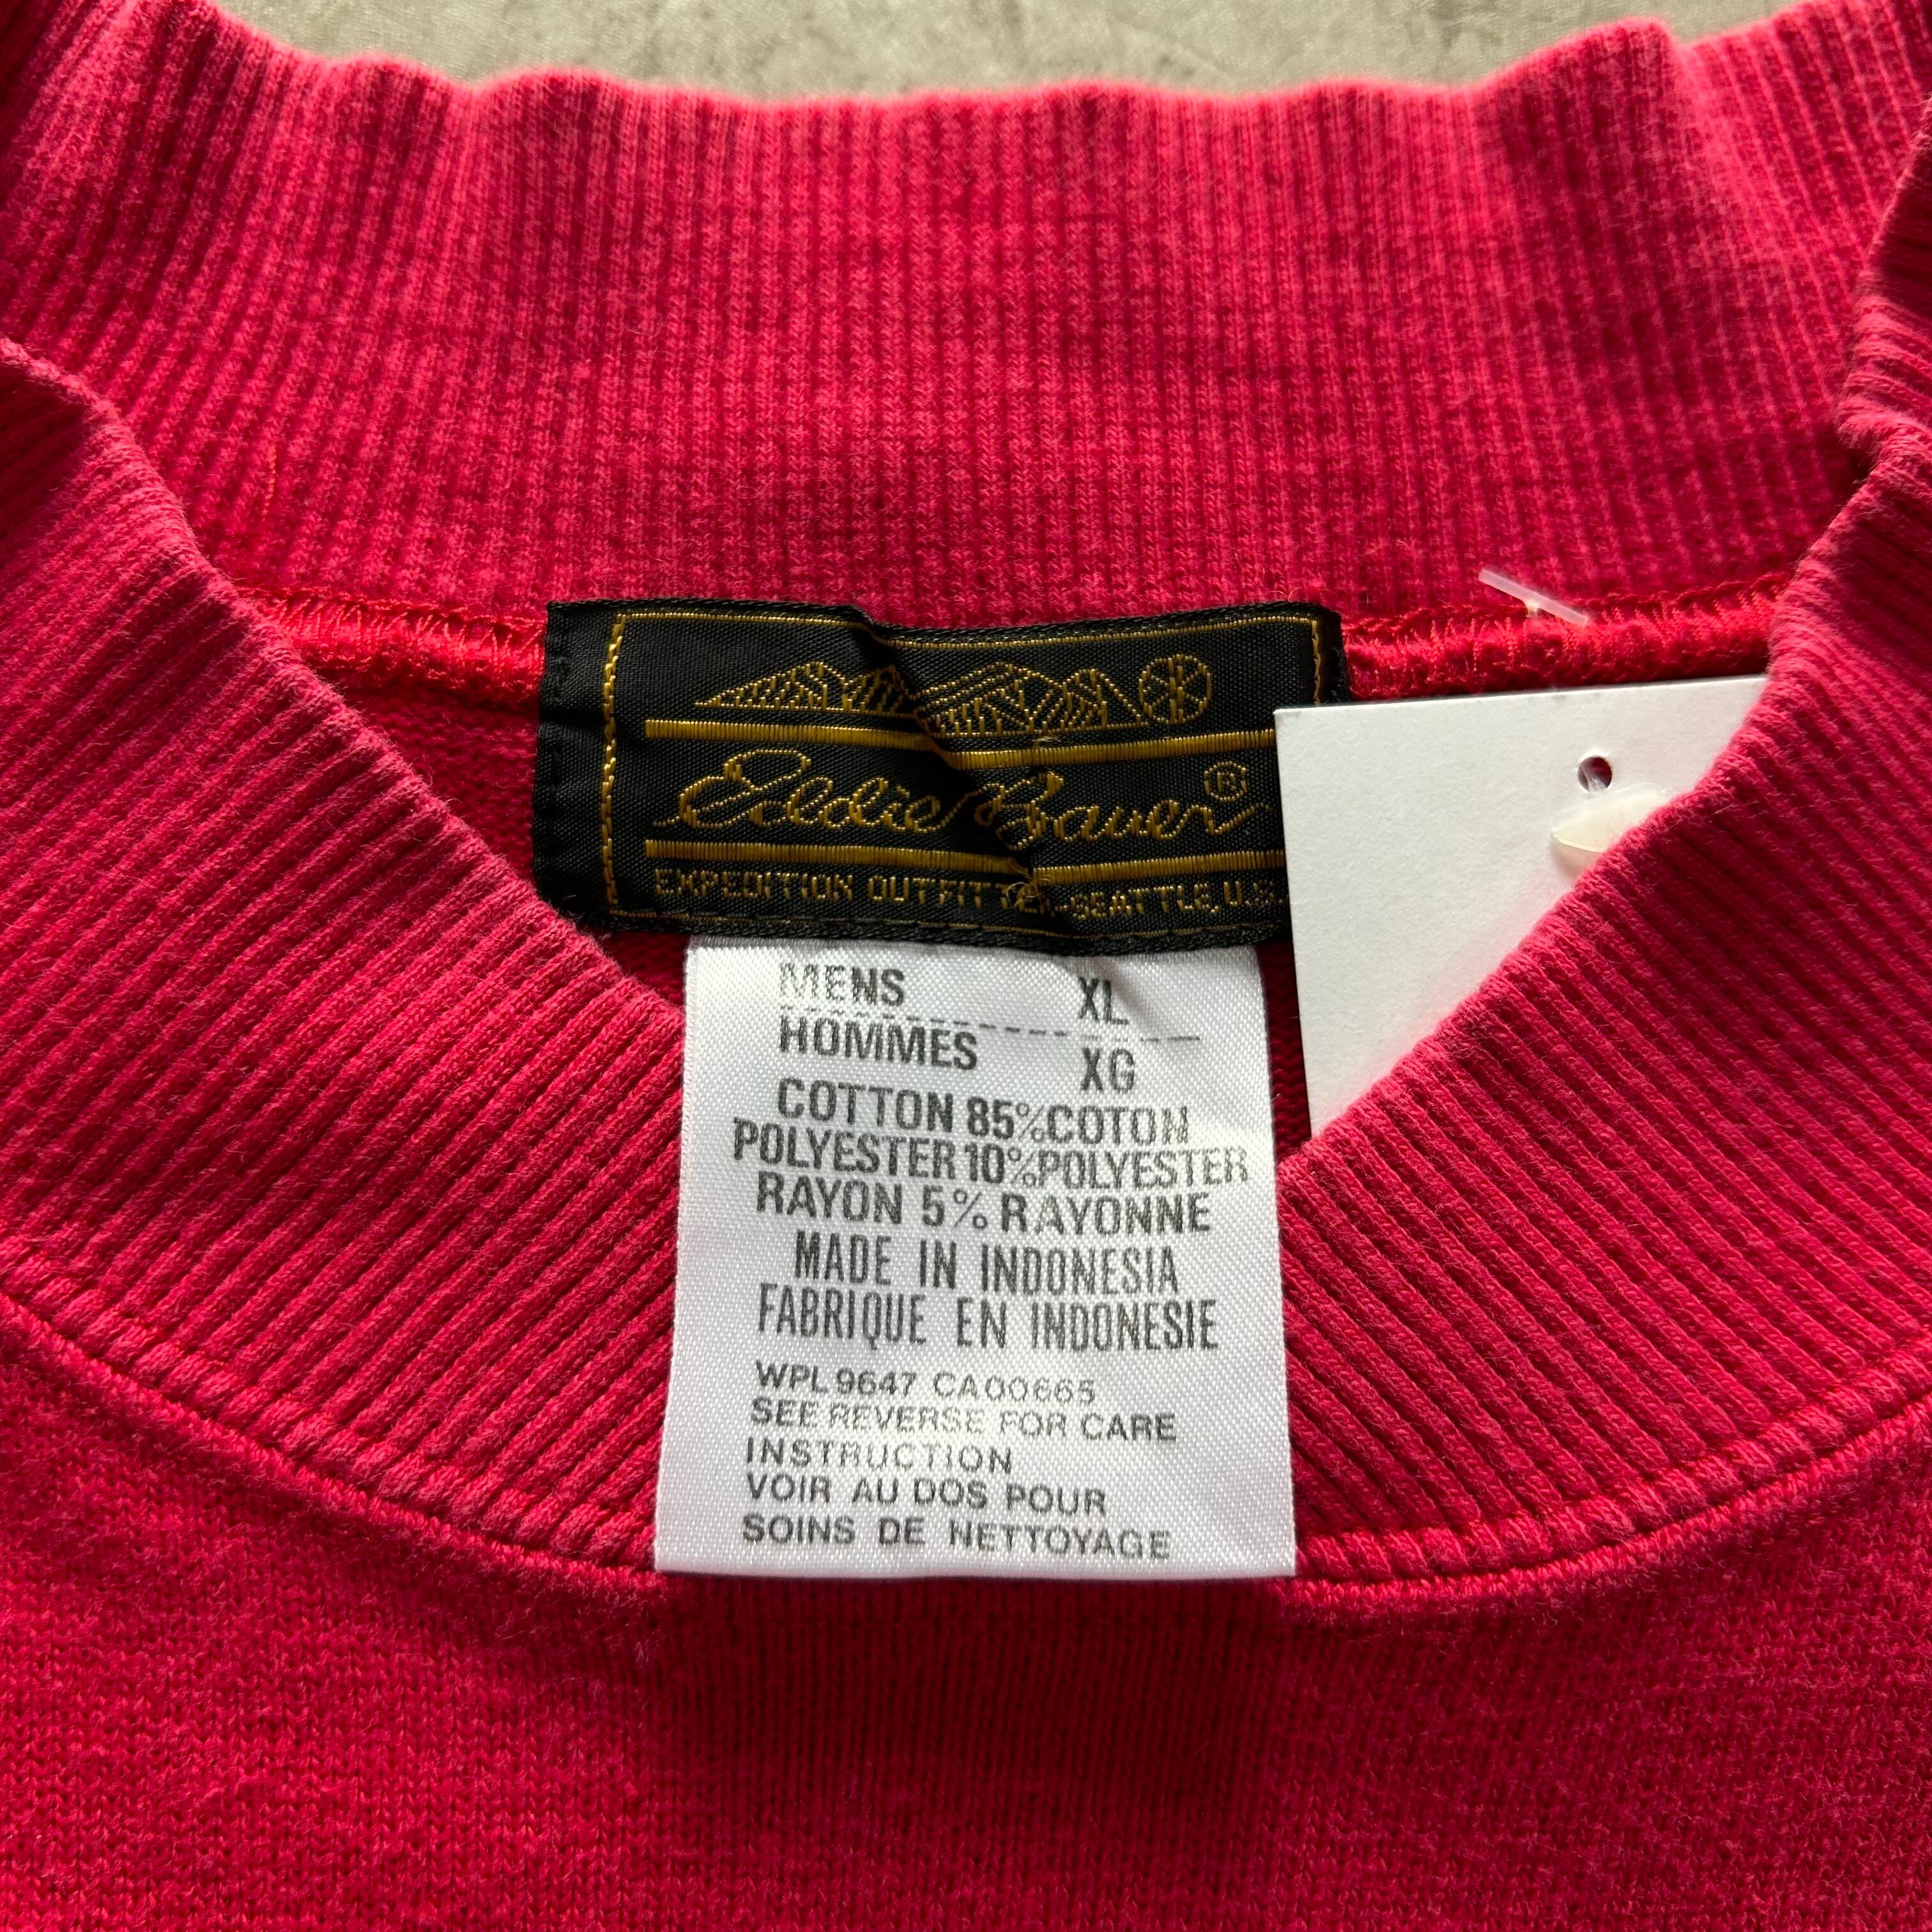 Eddie Bauer®
EXPEDITION OUTFITTER-SEATTLE, U.S.
MENS XL
HOMMES XG
COTTON 85% COTON
POLYESTER 10% POLYESTER
RAYON 5% RAYONNE
MADE IN INDONESIA
FABRIQUE EN INDONESIE
WPL 9647 CA00665
SEE REVERSE FOR CARE
INSTRUCTION
VOIR AU DOS POUR
SOINS DE NETTOYAGE